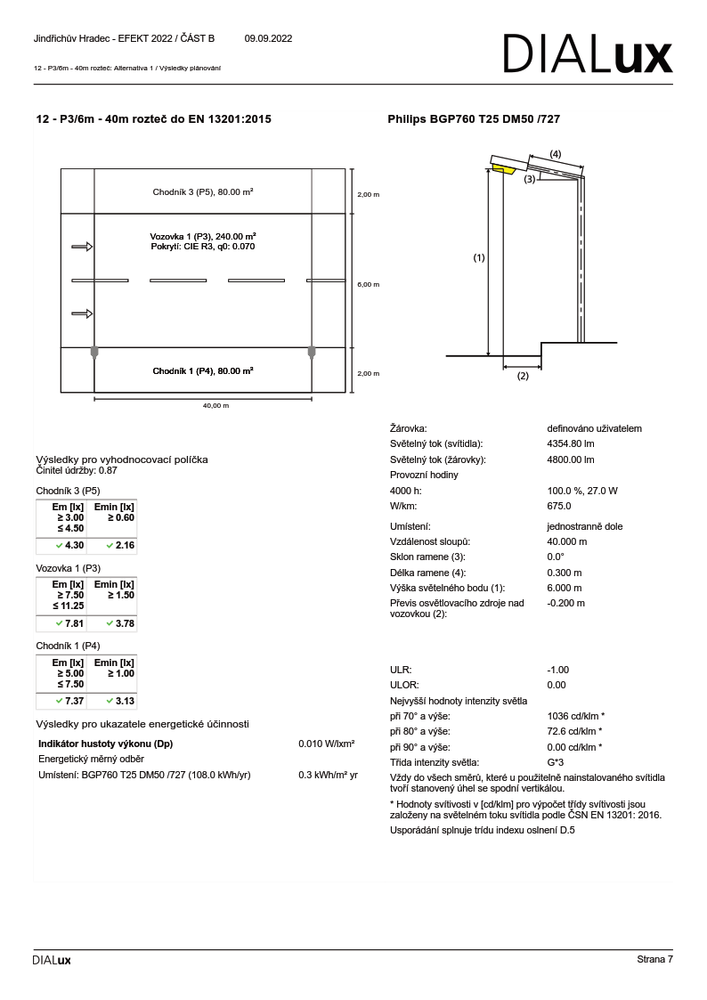 Jindřichův Hradec - EFEKT 2022 / ČÁST B 09.09.2022
DIALux
12 - P3/6m - 40m rozteč: Alternativa 1 / Výsledky plánování
12 - P3/6m - 40m rozteč do EN 13201:2015
Chodník 3 (P5), 80.00 m²
2,00 m
Vozovka 1 (P3), 240.00 m²
Pokrytí: CIE R3, q0: 0.070
6,00 m
Chodník 1 (P4), 80.00 m²
2,00 m
40,00 m
Výsledky pro vyhodnocovací políčka
Činitel údržby: 0.87
Chodník 3 (P5)
Em [lx] Emin [lx]
≥ 3.00 ≥ 0.60
≤ 4.50
✓ 4.30 ✓ 2.16
Vozovka 1 (P3)
Em [lx] Emin [lx]
≥ 7.50 ≥ 1.50
≤ 11.25
✓ 7.81 ✓ 3.78
Chodník 1 (P4)
Em [lx] Emin [lx]
≥ 5.00 ≥ 1.00
≤ 7.50
✓ 7.37 ✓ 3.13
Výsledky pro ukazatele energetické účinnosti
Indikátor hustoty výkonu (Dp) 0.010 W/lxm²
Energetický měrný odběr
Umístení: BGP760 T25 DM50 /727 (108.0 kWh/yr) 0.3 kWh/m² yr
Philips BGP760 T25 DM50 /727
(4)
(3)
(1)
(2)
Žárovka: definováno uživatelem
Světelný tok (svítidla): 4354.80 lm
Světelný tok (žárovky): 4800.00 lm
Provozní hodiny
4000 h: 100.0 %, 27.0 W
W/km: 675.0
Umístení: jednostranně dole
Vzdálenost sloupů: 40.000 m
Sklon ramene (3): 0.0°
Délka ramene (4): 0.300 m
Výška světelného bodu (1): 6.000 m
Převis osvětlovacího zdroje nad -0.200 m
vozovkou (2):
ULR: -1.00
ULOR: 0.00
Nejvyšší hodnoty intenzity světla
při 70° a výše: 1036 cd/klm *
při 80° a výše: 72.6 cd/klm *
při 90° a výše: 0.00 cd/klm *
Třída intenzity světla: G*3
Vždy do všech směrů, které u použitelně nainstalovaného svítidla
tvoří stanovený úhel se spodní vertikálou.
* Hodnoty svítivosti v [cd/klm] pro výpočet třídy svítivosti jsou
založeny na světelném toku svítidla podle ČSN EN 13201: 2016.
Usporádání splnuje trídu indexu oslnení D.5
DIALux
Strana 7